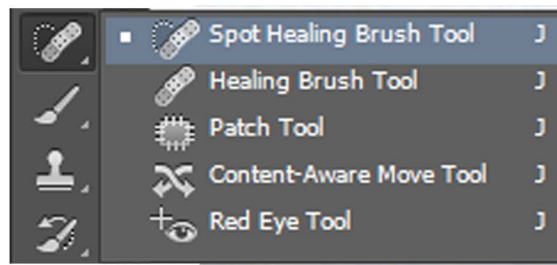 Spot Healing Brush Tool J
Healing Brush Tool J
Patch Tool J
Content-Aware Move Tool J
Red Eye Tool J